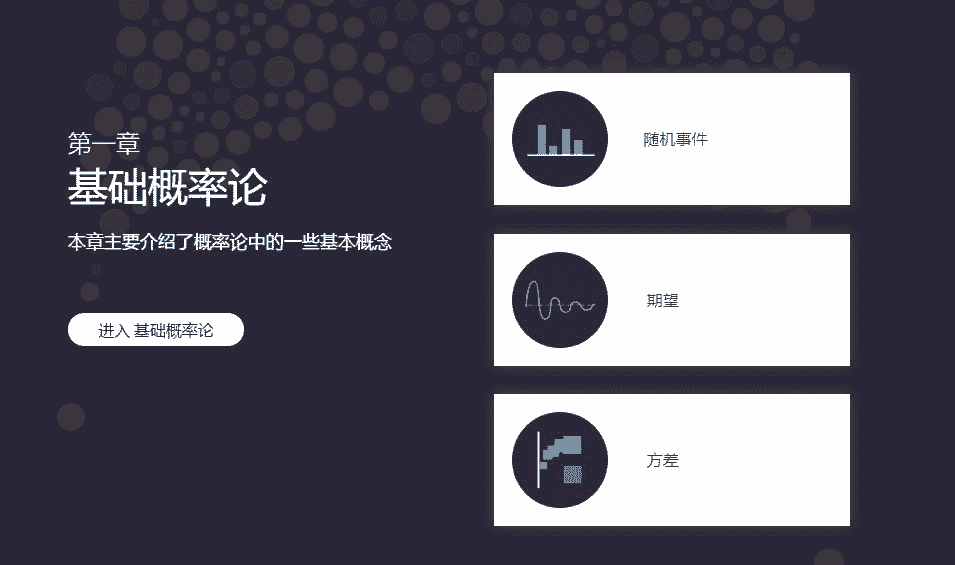 第一章
基础概率论
本章主要介绍了概率论中的一些基本概念
进入 基础概率论
随机事件
期望
方差